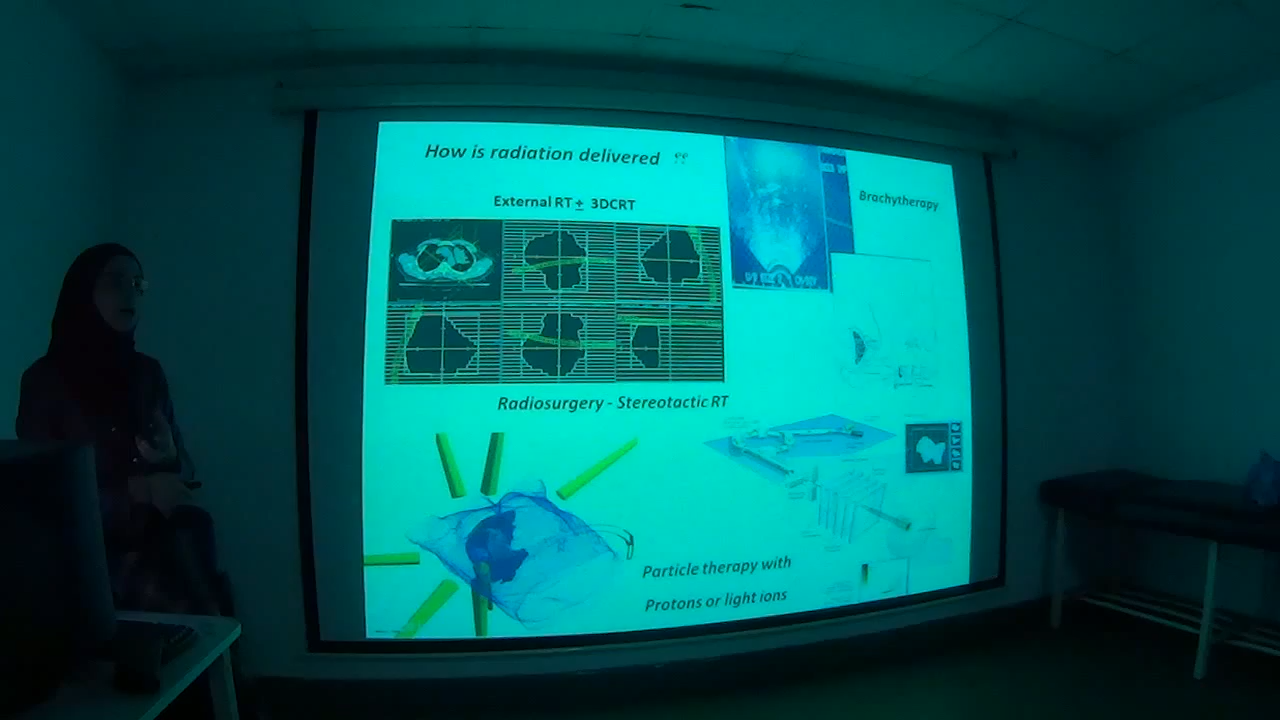 How is radiation delivered ??
External RT ± 3DCRT
Brachytherapy
Radiosurgery - Stereotactic RT
Particle therapy with
Protons or light ions